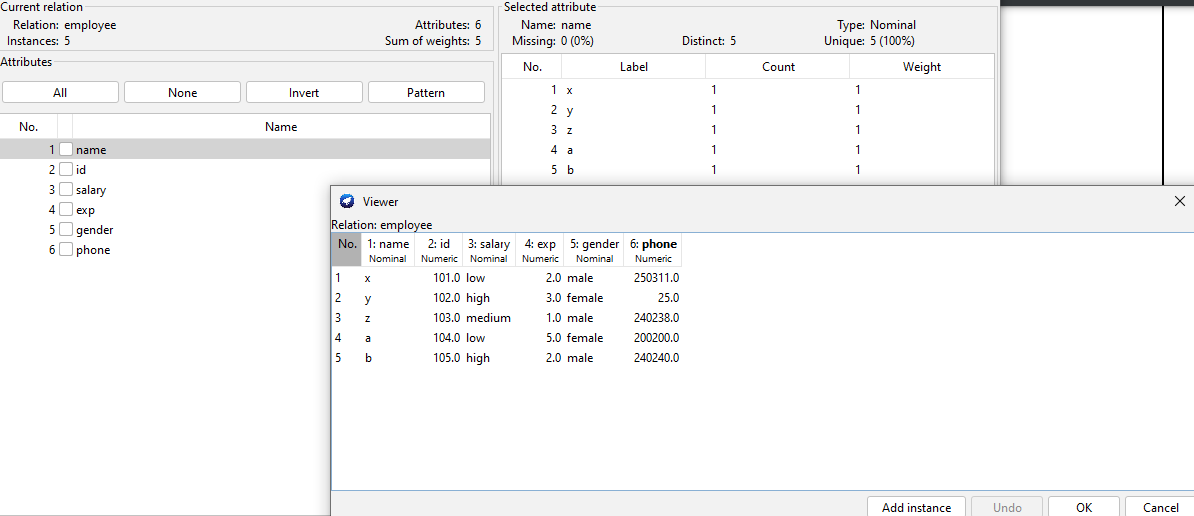 Current relation
Relation: employee Attributes: 6
Instances: 5 Sum of weights: 5
Attributes
All None Invert Pattern
No. Name
1 name
2 id
3 salary
4 exp
5 gender
6 phone
Selected attribute
Name: name Type: Nominal
Missing: 0 (0%) Distinct: 5 Unique: 5 (100%)
No. Label Count Weight
1 x 1 1
2 y 1 1
3 z 1 1
4 a 1 1
5 b 1 1
Viewer
Relation: employee
No. 1: name 2: id 3: salary 4: exp 5: gender 6: phone
Nominal Numeric Nominal Numeric Nominal Numeric
1 x 101.0 low 2.0 male 250311.0
2 y 102.0 high 3.0 female 25.0
3 z 103.0 medium 1.0 male 240238.0
4 a 104.0 low 5.0 female 200200.0
5 b 105.0 high 2.0 male 240240.0
Add instance Undo OK Cancel